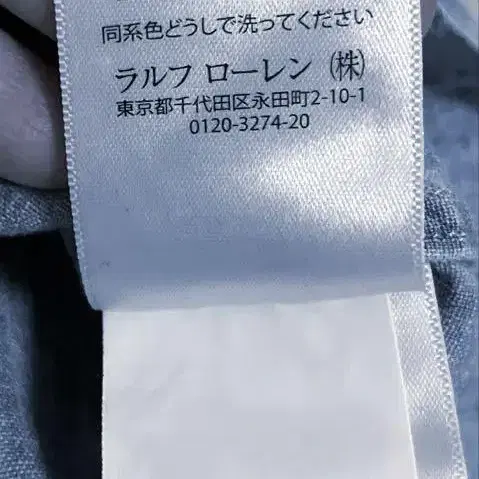 同系色どうしで洗ってください
ラルフ ローレン (株)
東京都千代田区永田町2-10-1
0120-3274-20